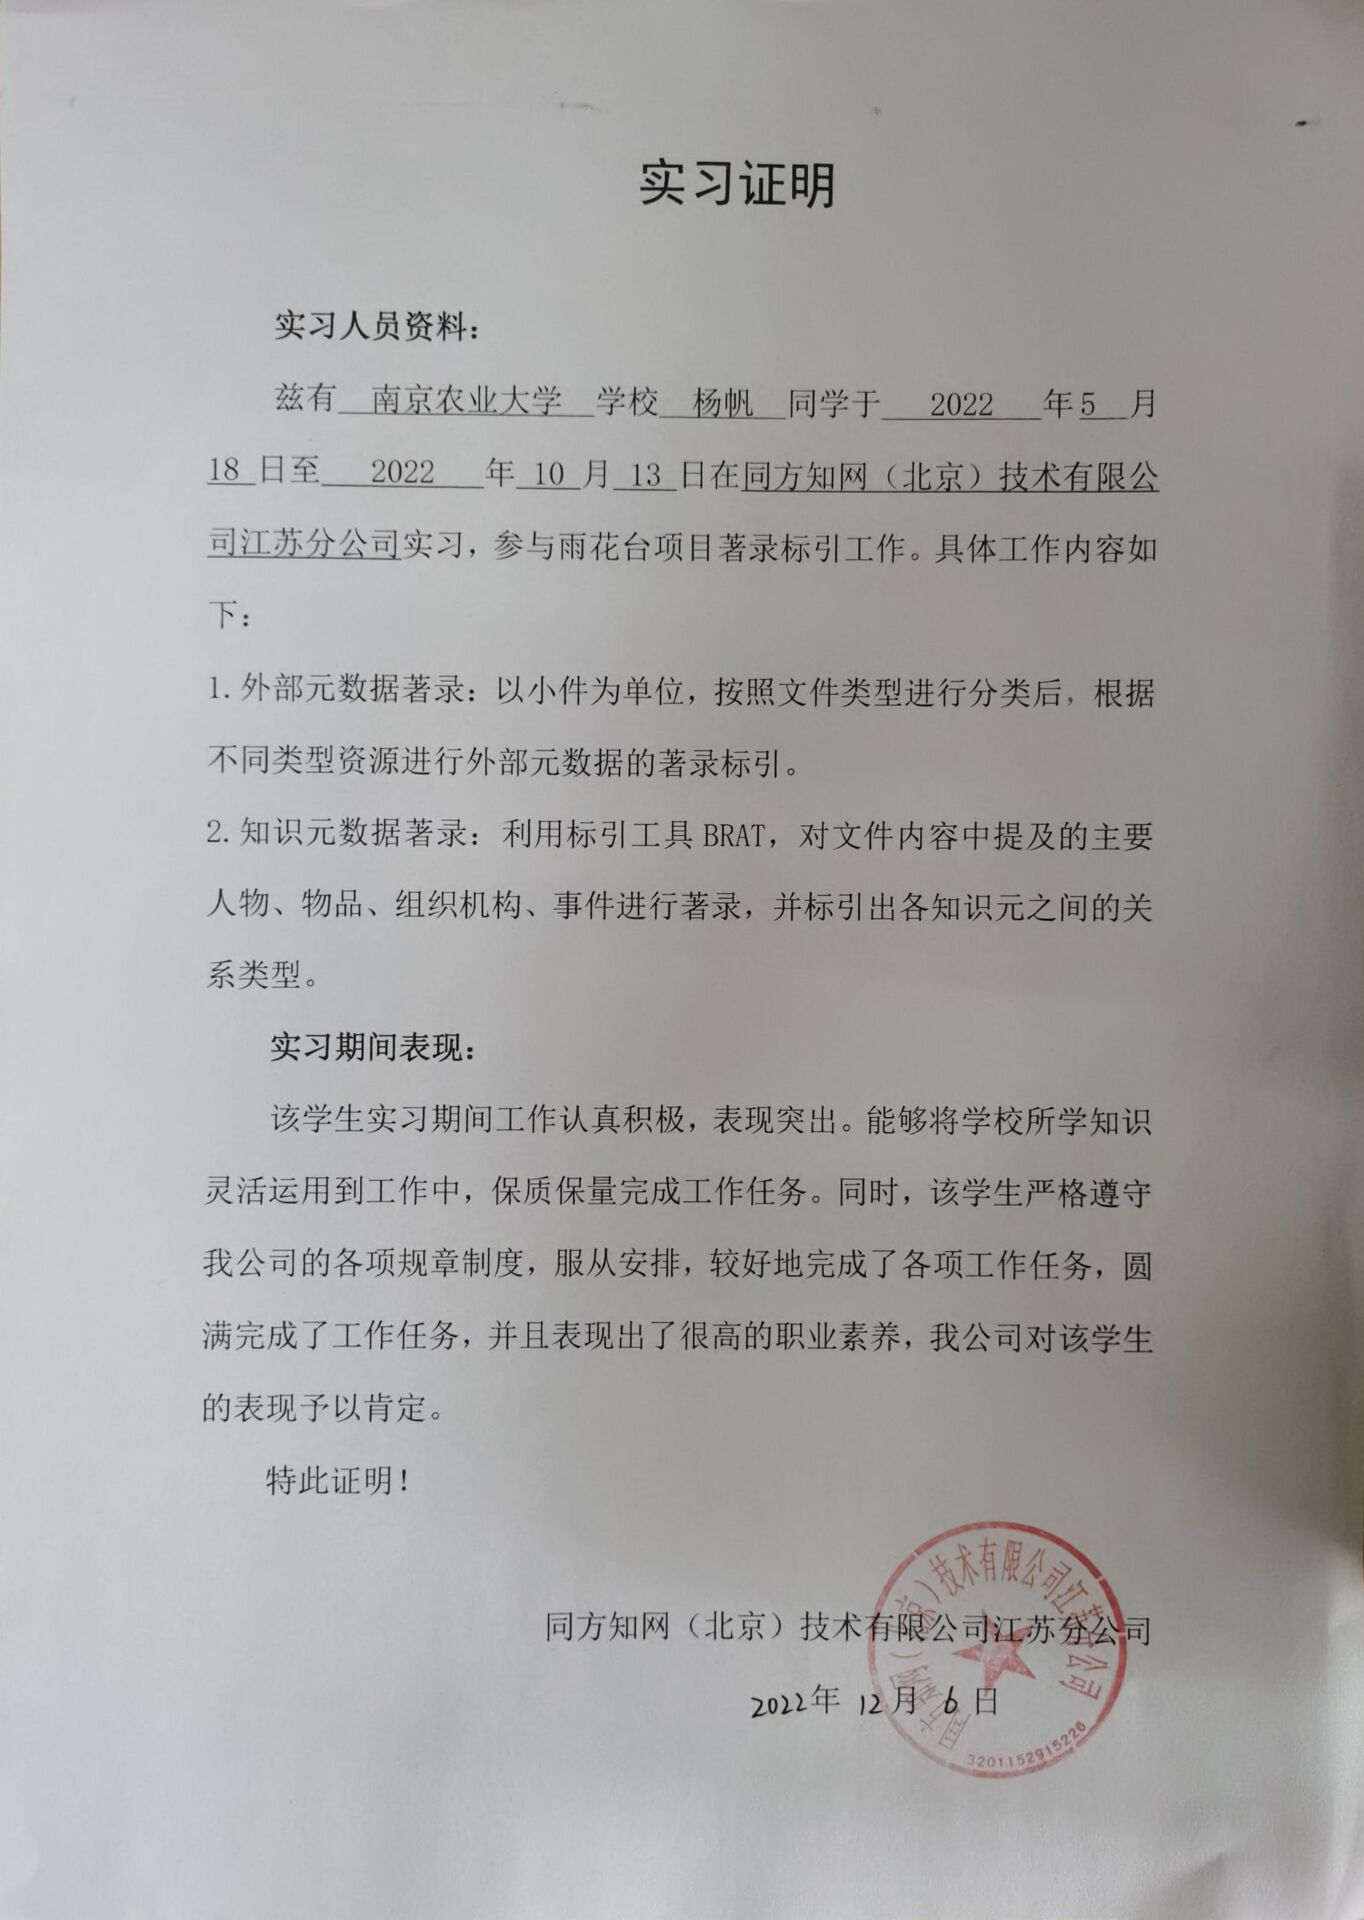 实习证明
实习人员资料：
兹有 南京农业大学 学校 杨帆 同学于 2022 年5 月
18 日至 2022 年 10 月 13 日在同方知网（北京）技术有限公
司江苏分公司实习，参与雨花台项目著录标引工作。具体工作内容如
下：
1.外部元数据著录：以小件为单位，按照文件类型进行分类后，根据
不同类型资源进行外部元数据的著录标引。
2.知识元数据著录：利用标引工具 BRAT，对文件内容中提及的主要
人物、物品、组织机构、事件进行著录，并标引出各知识元之间的关
系类型。
实习期间表现：
该学生实习期间工作认真积极，表现突出。能够将学校所学知识
灵活运用到工作中，保质保量完成工作任务。同时，该学生严格遵守
我公司的各项规章制度，服从安排，较好地完成了各项工作任务，圆
满完成了工作任务，并且表现出了很高的职业素养，我公司对该学生
的表现予以肯定。
特此证明！
同方知网（北京）技术有限公司江苏分公司
2022年 12月 6日
同方知网（北京）技术有限公司江苏分公司
3201152915226